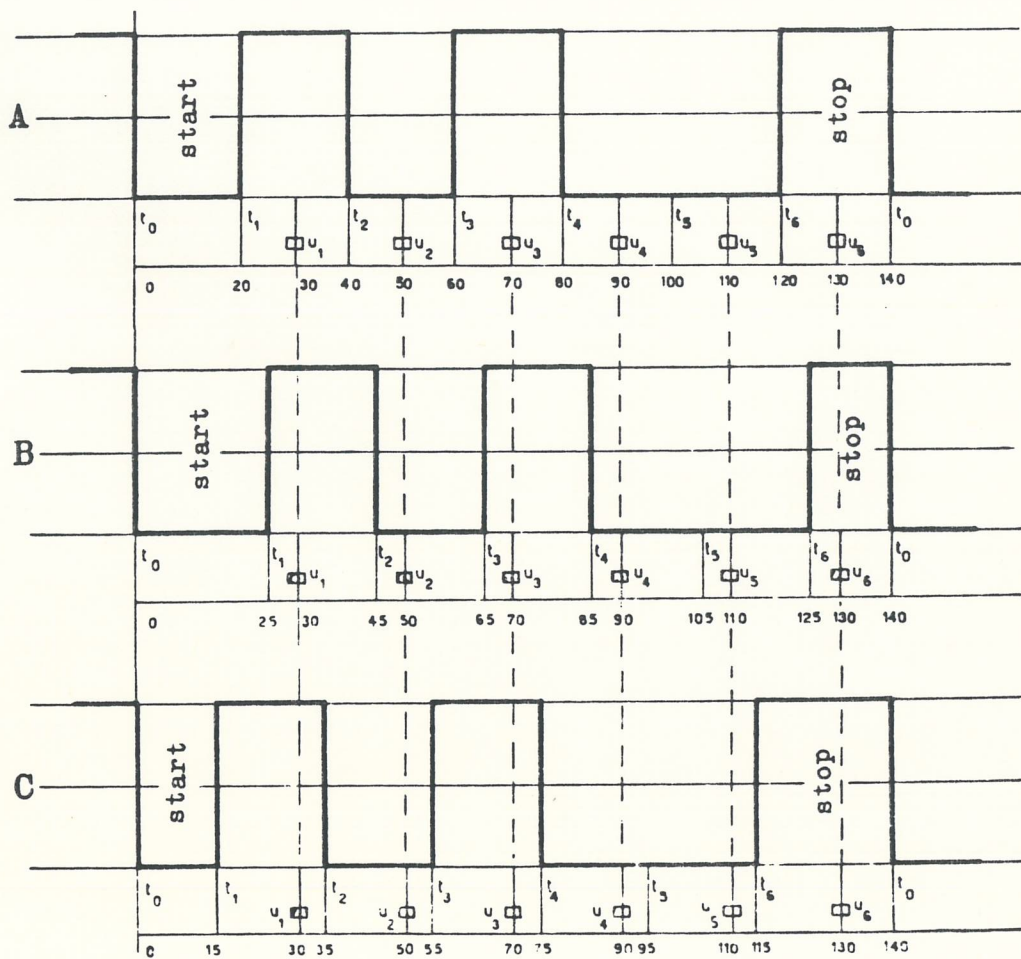 A
start
stop
t0 t1 t2 t3 t4 t5 t6 t0
u1 u2 u3 u4 u5 u6
0 20 30 40 50 60 70 80 90 100 110 120 130 140
B
start
stop
t0 t1 t2 t3 t4 t5 t6 t0
u1 u2 u3 u4 u5 u6
0 25 30 45 50 65 70 85 90 105 110 125 130 140
C
start
stop
t0 t1 t2 t3 t4 t5 t6 t0
u1 u2 u3 u4 u5 u6
0 15 30 35 50 55 70 75 90 95 110 115 130 140